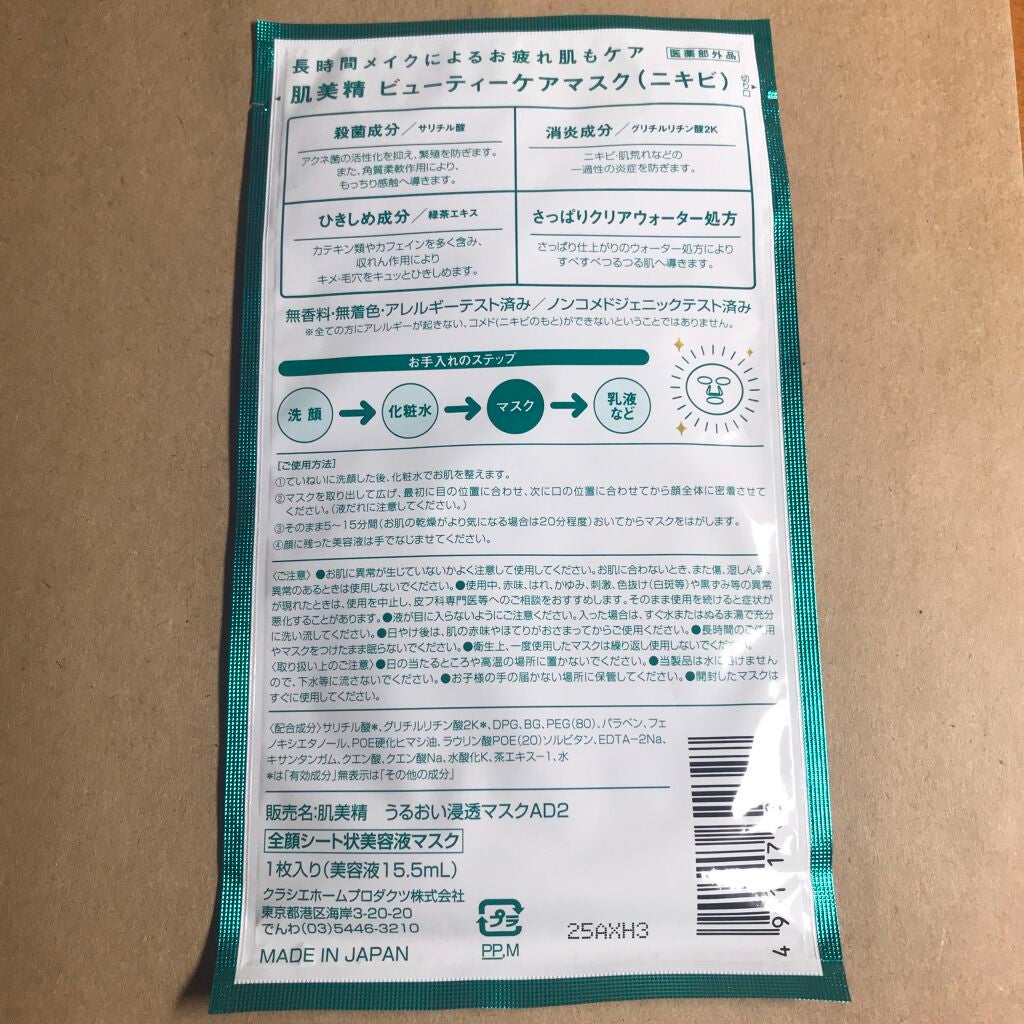 長時間メイクによるお疲れ肌もケア
医薬部外品
肌美精 ビューティーケアマスク(ニキビ)
切り口
殺菌成分/サリチル酸
アクネ菌の活性化を抑え、繁殖を防ぎます。
また、角質柔軟作用により、
もっちり感触へ導きます。
消炎成分/グリチルリチン酸2K
ニキビ・肌荒れなどの
一過性の炎症を防ぎます。
ひきしめ成分/緑茶エキス
カテキン類やカフェインを多く含み、
収れん作用により
キメ・毛穴をキュッとひきしめます。
さっぱりクリアウォーター処方
さっぱり仕上がりのウォーター処方により
すべすべつるつる肌へ導きます。
無香料・無着色・アレルギーテスト済み/ノンコメドジェニックテスト済み
※全ての方にアレルギーが起きない、コメド(ニキビのもと)ができないということではありません。
お手入れのステップ
洗顔
化粧水
マスク
乳液
など
[ご使用方法]
①ていねいに洗顔した後、化粧水でお肌を整えます。
②マスクを取り出して広げ、最初に目の位置に合わせ、次に口の位置に合わせてから顔全体に密着させて
ください。(液だれに注意してください。)
③そのまま5〜15分間(お肌の乾燥がより気になる場合は20分程度)おいてからマスクをはがします。
④顔に残った美容液は手でなじませてください。
〈ご注意〉●お肌に異常が生じていないかよく注意して使用してください。お肌に合わないとき、また傷、湿しん等、
異常のあるときは使用しないでください。●使用中、赤味、はれ、かゆみ、刺激、色抜け(白斑等)や黒ずみ等の異常
が現れたときは、使用を中止し、皮フ科専門医等へのご相談をおすすめします。そのまま使用を続けると症状が
悪化することがあります。●液が目に入らないようにご注意ください。入った場合は、すぐ水またはぬるま湯で充分
に洗い流してください。●日やけ後は、肌の赤味やほてりがおさまってからご使用ください。●長時間のご使用
やマスクをつけたまま眠らないでください。●衛生上、一度使用したマスクは繰り返し使用しないでください。
〈取り扱い上のご注意〉●日の当たるところや高温の場所に置かないでください。●当製品は水に溶けません
ので、下水等に流さないでください。●お子様の手の届かない場所に保管してください。●開封したマスクは
すぐに使用してください。
〈配合成分〉サリチル酸*、グリチルリチン酸2K*、DPG、BG、PEG(80)、パラベン、フェ
ノキシエタノール、POE硬化ヒマシ油、ラウリン酸POE(20)ソルビタン、EDTA-2Na、
キサンタンガム、クエン酸、クエン酸Na、水酸化K、茶エキス-1、水
*は「有効成分」無表示は「その他の成分」
販売名:肌美精 うるおい浸透マスクAD2
全顔シート状美容液マスク
1枚入り(美容液15.5mL)
クラシエホームプロダクツ株式会社
東京都港区海岸3-20-20
でんわ(03)5446-3210
MADE IN JAPAN
プラ
PP,M
25AXH3